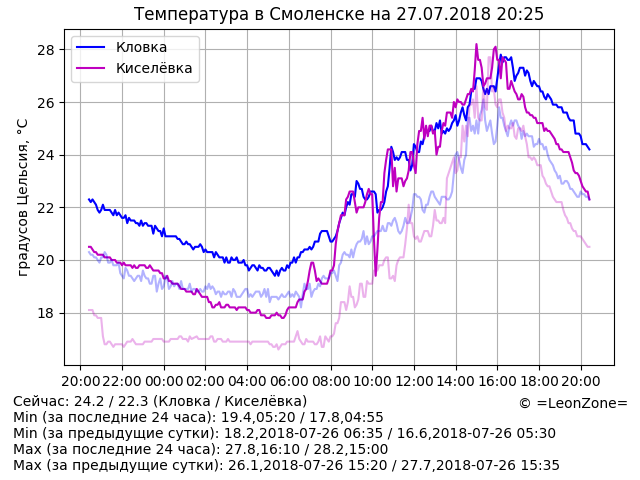 Температура в Смоленске на 27.07.2018 20:25
Кловка
Киселёвка
градусов Цельсия, °C
28
26
24
22
20
18
20:00 22:00 00:00 02:00 04:00 06:00 08:00 10:00 12:00 14:00 16:00 18:00 20:00
Сейчас: 24.2 / 22.3 (Кловка / Киселёвка)
© =LeonZone=
Min (за последние 24 часа): 19.4,05:20 / 17.8,04:55
Min (за предыдущие сутки): 18.2,2018-07-26 06:35 / 16.6,2018-07-26 05:30
Max (за последние 24 часа): 27.8,16:10 / 28.2,15:00
Max (за предыдущие сутки): 26.1,2018-07-26 15:20 / 27.7,2018-07-26 15:35